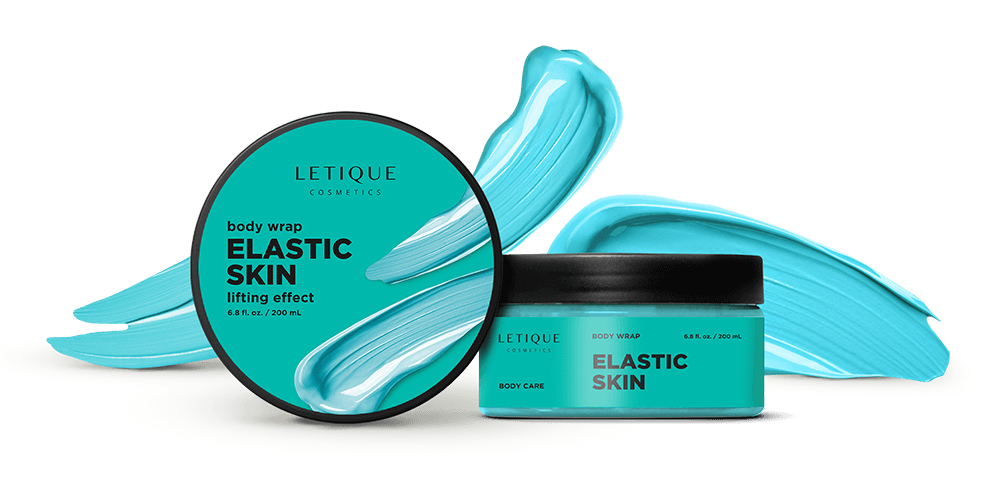 LETIQUE
COSMETICS
body wrap
ELASTIC
SKIN
lifting effect
6.8 fl. oz. / 200 mL
LETIQUE
COSMETICS
BODY CARE
BODY WRAP
6.8 fl. oz. / 200 mL
ELASTIC
SKIN